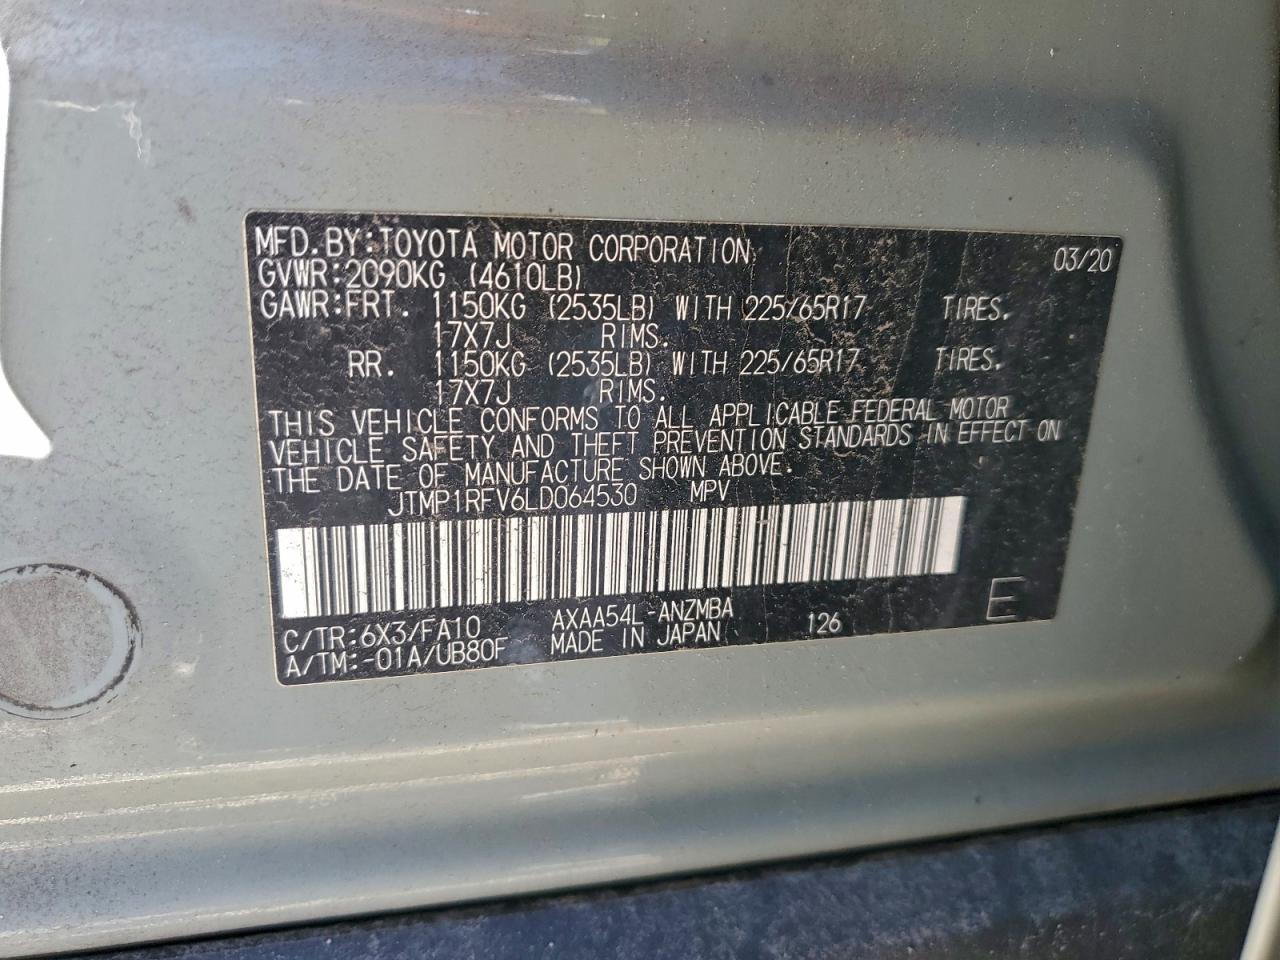 MFD.BY:TOYOTA MOTOR CORPORATION 03/20
GVWR:2090KG (4610LB)
GAWR:FRT. 1150KG (2535LB) WITH 225/65R17 TIRES.
17X7J RIMS.
RR. 1150KG (2535LB) WITH 225/65R17 TIRES.
17X7J RIMS.
THIS VEHICLE CONFORMS TO ALL APPLICABLE FEDERAL MOTOR
VEHICLE SAFETY AND THEFT PREVENTION STANDARDS IN EFFECT ON
THE DATE OF MANUFACTURE SHOWN ABOVE.
JTMP1RFV6LD064530 MPV
C/TR:6X3/FA10 AXAA54L-ANZMBA 126 E
A/TM:-01A/UB80F MADE IN JAPAN